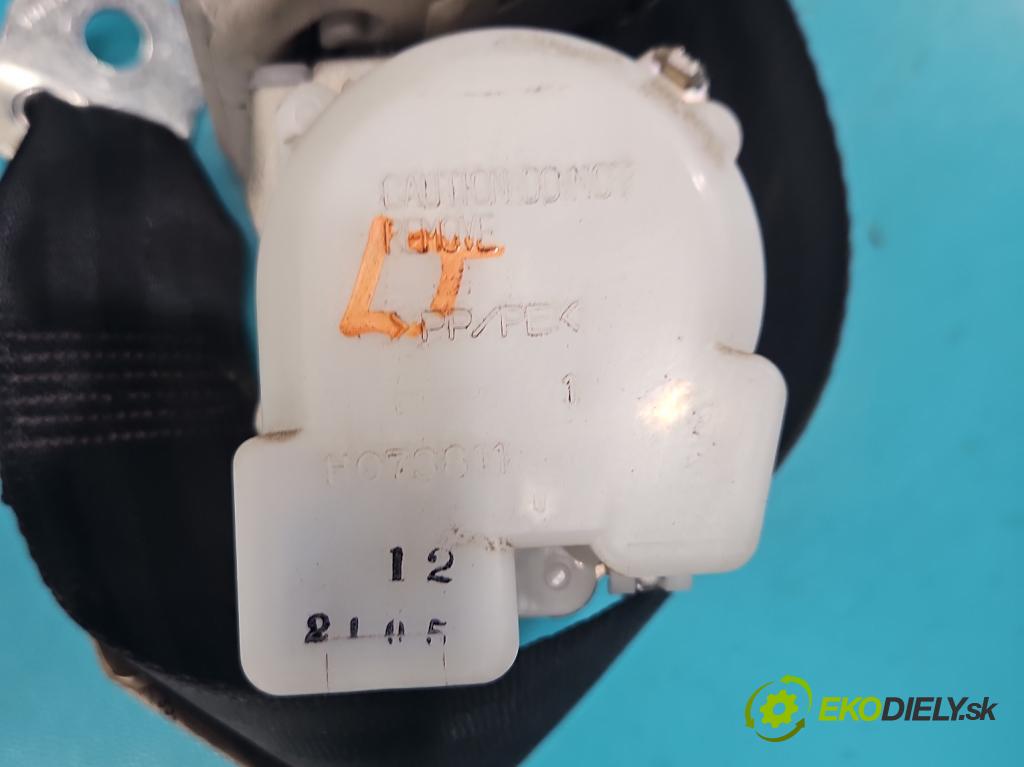 CAUTION:DO NOT
REMOVE
LT
>PP/PE<
1
12
2105
EKODIELY.sk